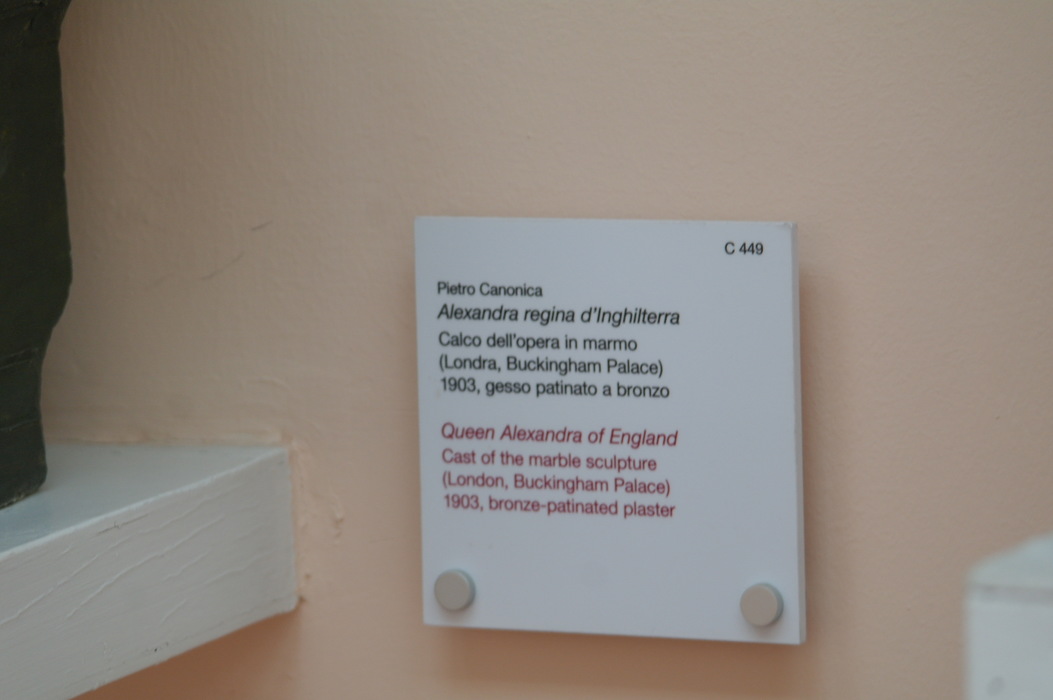 C 449
Pietro Canonica
Alexandra regina d'Inghilterra
Calco dell'opera in marmo
(Londra, Buckingham Palace)
1903, gesso patinato a bronzo
Queen Alexandra of England
Cast of the marble sculpture
(London, Buckingham Palace)
1903, bronze-patinated plaster